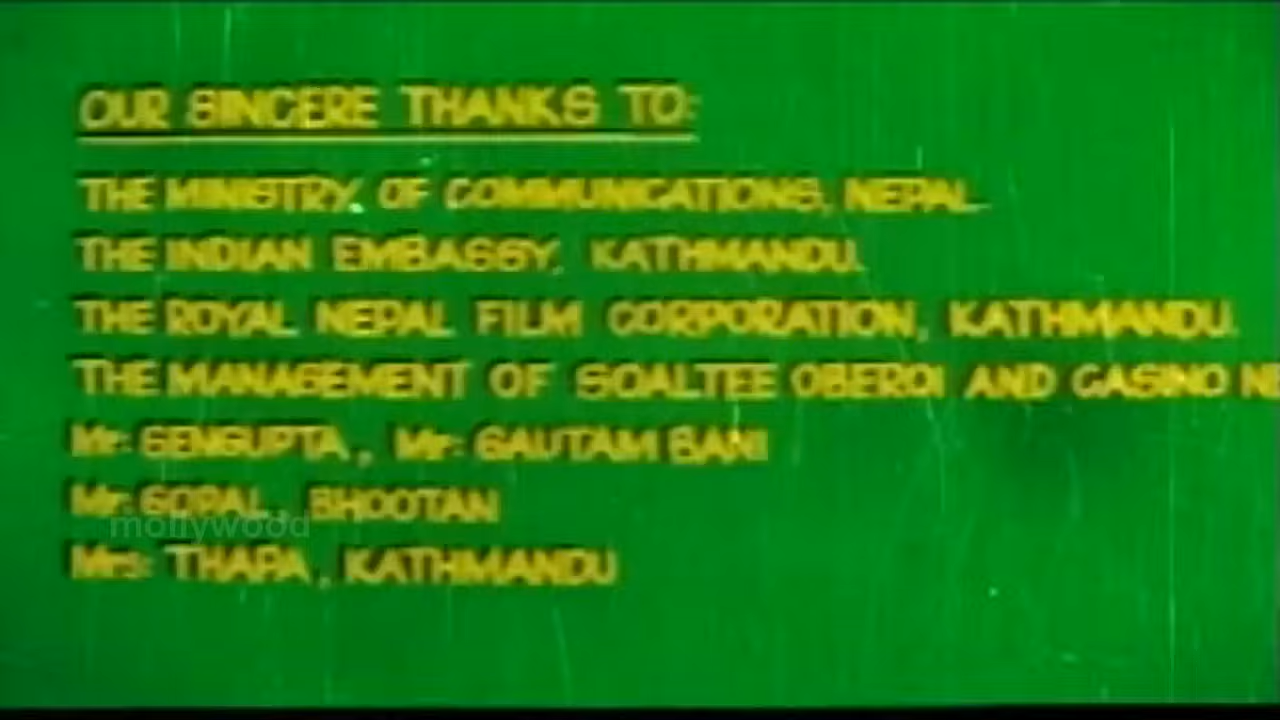 OUR SINCERE THANKS TO:
THE MINISTRY OF COMMUNICATIONS, NEPAL.
THE INDIAN EMBASSY, KATHMANDU.
THE ROYAL NEPAL FILM CORPORATION, KATHMANDU.
THE MANAGEMENT OF SOALTEE OBEROI AND CASINO
Mr. SENGUPTA, Mr. GAUTAM BANI
Mr. GOPAL, BHOOTAN
Mrs. THAPA, KATHMANDU
mollywood